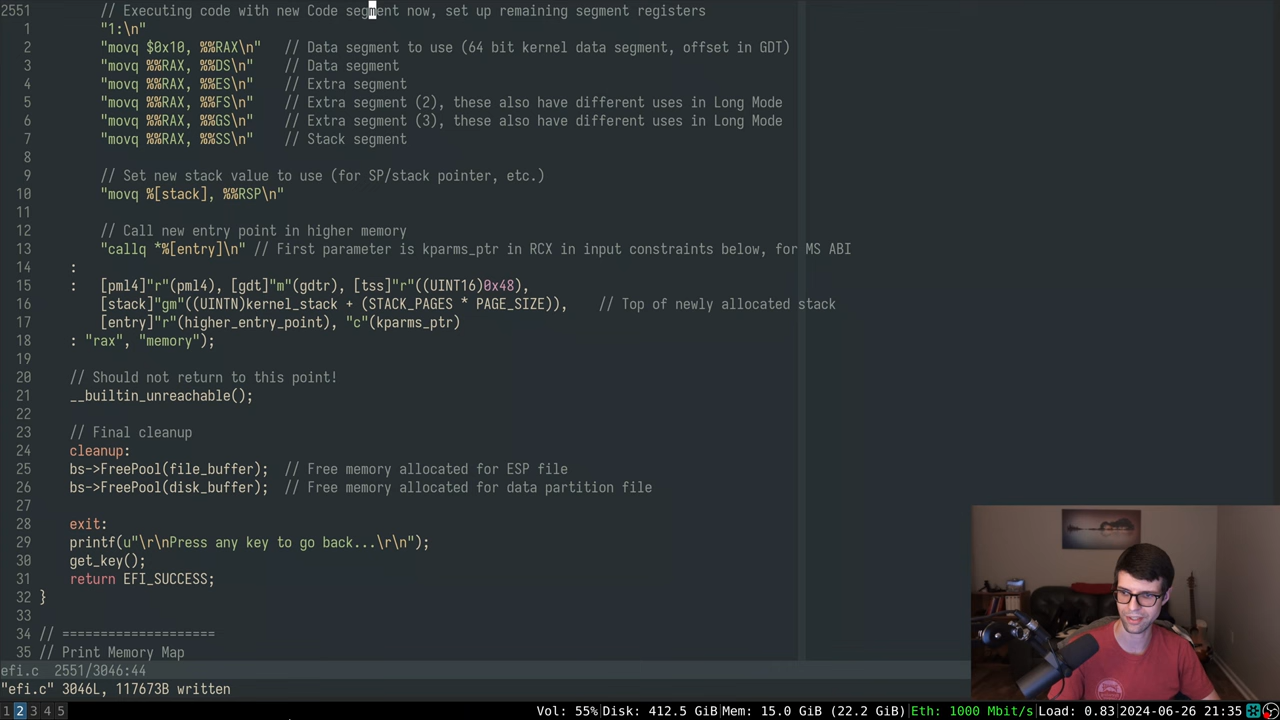 2551 // Executing code with new Code segment now, set up remaining segment registers
1 "1:\n"
2 "movq $0x10, %%RAX\n" // Data segment to use (64 bit kernel data segment, offset in GDT)
3 "movq %%RAX, %%DS\n" // Data segment
4 "movq %%RAX, %%ES\n" // Extra segment
5 "movq %%RAX, %%FS\n" // Extra segment (2), these also have different uses in Long Mode
6 "movq %%RAX, %%GS\n" // Extra segment (3), these also have different uses in Long Mode
7 "movq %%RAX, %%SS\n" // Stack segment
8
9 // Set new stack value to use (for SP/stack pointer, etc.)
10 "movq %[stack], %%RSP\n"
11
12 // Call new entry point in higher memory
13 "callq *%[entry]\n" // First parameter is kparms_ptr in RCX in input constraints below, for MS ABI
14 :
15 : [pml4]"r"(pml4), [gdt]"m"(gdtr), [tss]"r"((UINT16)0x48),
16 [stack]"gm"((UINTN)kernel_stack + (STACK_PAGES * PAGE_SIZE)), // Top of newly allocated stack
17 [entry]"r"(higher_entry_point), "c"(kparms_ptr)
18 : "rax", "memory");
19
20 // Should not return to this point!
21 __builtin_unreachable();
22
23 // Final cleanup
24 cleanup:
25 bs->FreePool(file_buffer); // Free memory allocated for ESP file
26 bs->FreePool(disk_buffer); // Free memory allocated for data partition file
27
28 exit:
29 printf(u"\r\nPress any key to go back...\r\n");
30 get_key();
31 return EFI_SUCCESS;
32 }
33
34 // ====================
35 // Print Memory Map
efi.c 2551/3046:44
"efi.c" 3046L, 117673B written
1 2 3 4 5 Vol: 55% Disk: 412.5 GiB Mem: 15.0 GiB (22.2 GiB) Eth: 1000 Mbit/s Load: 0.83 2024-06-26 21:35